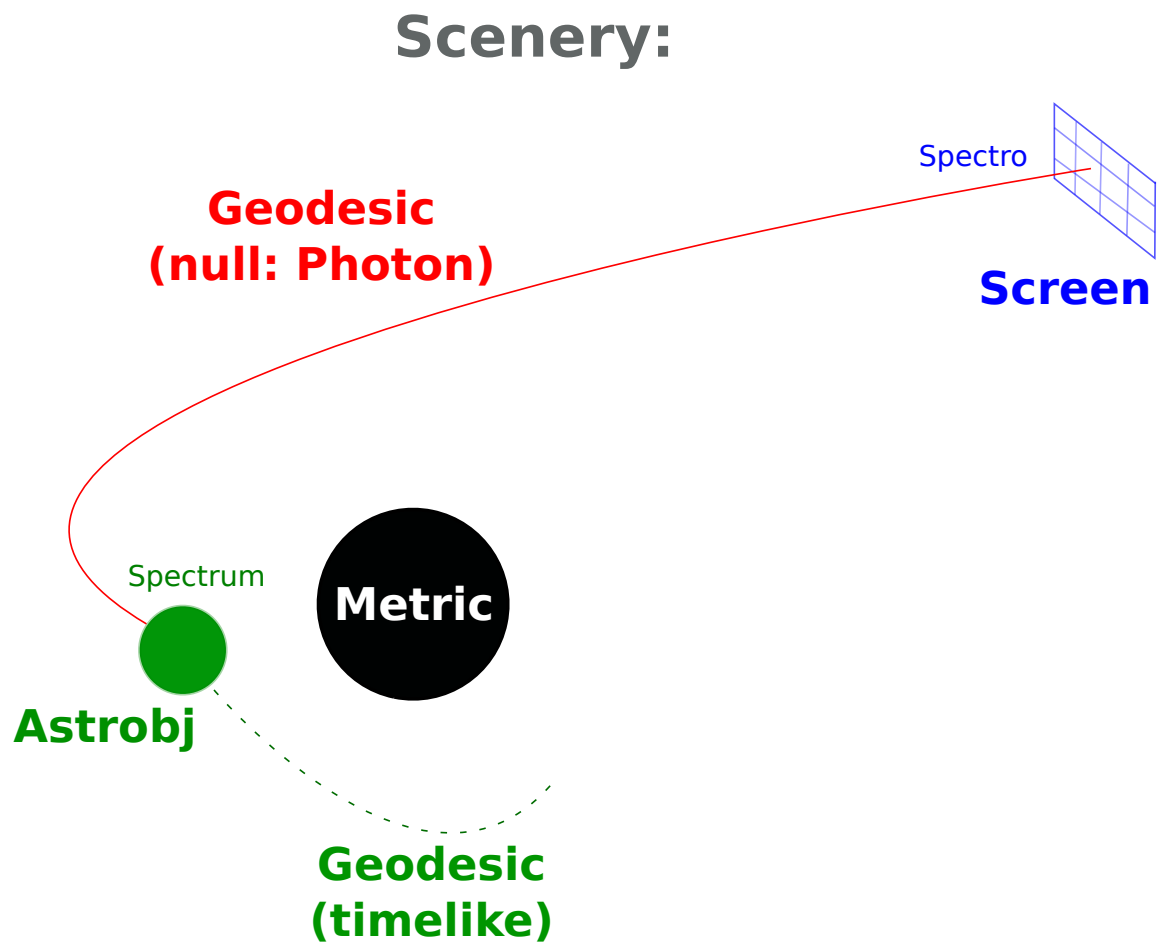 Scenery:
Spectro
Geodesic
(null: Photon)
Screen
Spectrum
Metric
Astrobj
Geodesic
(timelike)